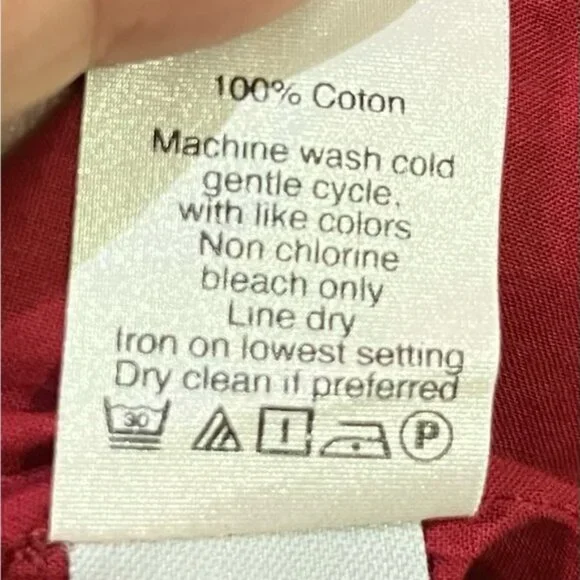 100% Coton
Machine wash cold
gentle cycle.
with like colors
Non chlorine
bleach only
Line dry
Iron on lowest setting
Dry clean if preferred
30 P